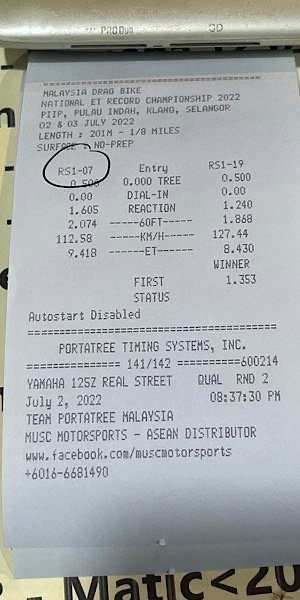 PRODUA
3D
========================================
MALAYSIA DRAG BIKE
NATIONAL ET RECORD CHAMPIONSHIP 2022
PIIP, PULAU INDAH, KLANG, SELANGOR
02 & 03 JULY 2022
LENGTH : 201M - 1/8 MILES
SURFACE : NO-PREP
RS1-07 Entry RS1-19
0.500 0.000 TREE 0.500
0.00 DIAL-IN 0.00
1.605 REACTION 1.240
2.074 -----60FT----- 1.868
112.58 -----KM/H----- 127.44
9.418 ------ET------ 8.430
WINNER
FIRST 1.353
STATUS
Autostart Disabled
========================================
PORTATREE TIMING SYSTEMS, INC.
=============== 141/142 ==========600214
YAMAHA 125Z REAL STREET QUAL RND 2
July 2, 2022 08:37:30 PM
TEAM PORTATREE MALAYSIA
MUSC MOTORSPORTS - ASEAN DISTRIBUTOR
www.facebook.com/muscmotorsports
+6016-6681490
- Matic<20